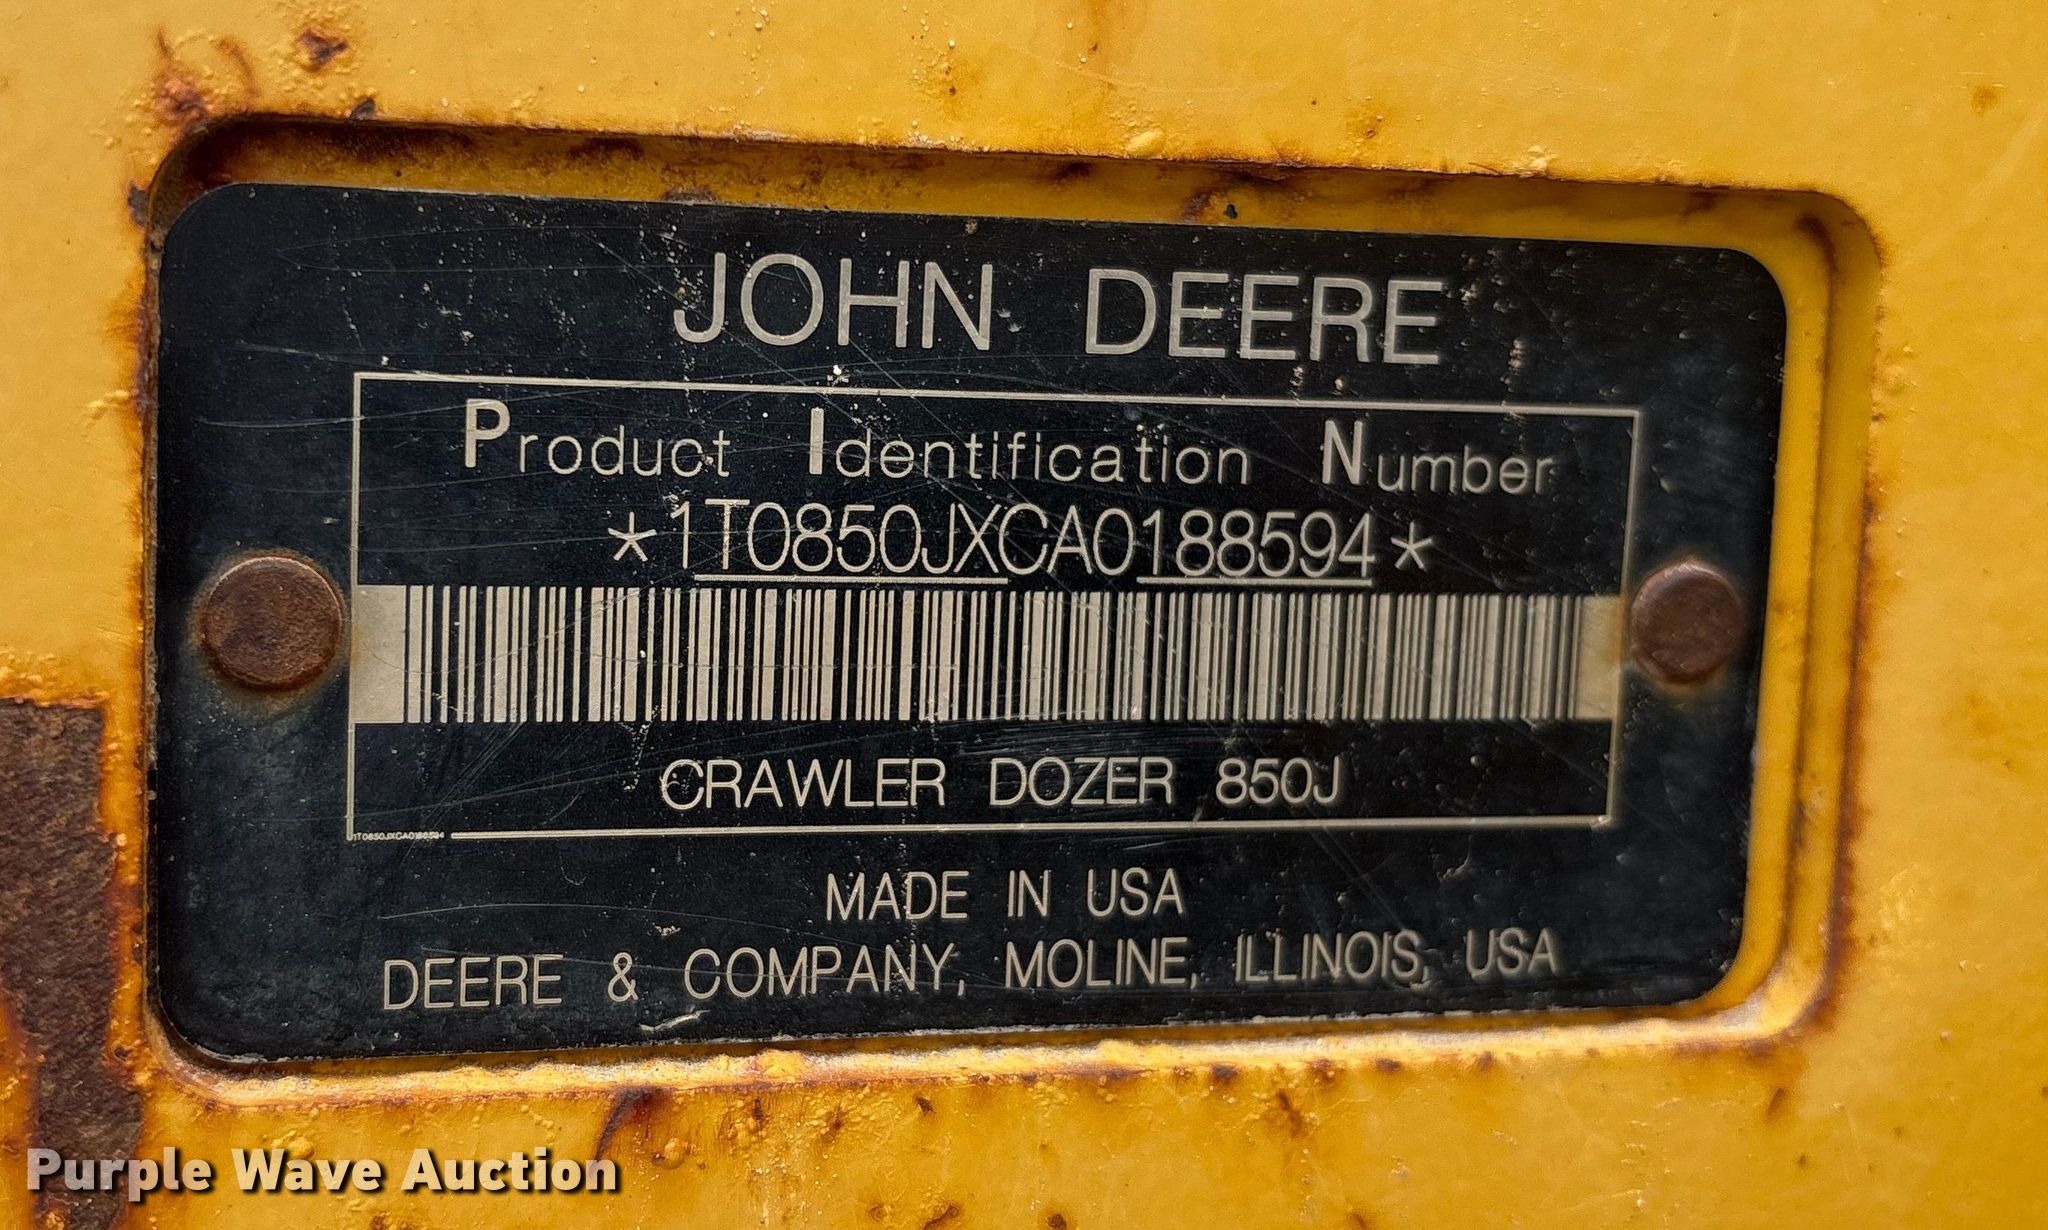 JOHN DEERE
Product Identification Number
*1T0850JXCA0188594*
CRAWLER DOZER 850J
1T0850JXCA0188594
MADE IN USA
DEERE & COMPANY, MOLINE, ILLINOIS, USA
Purple Wave Auction